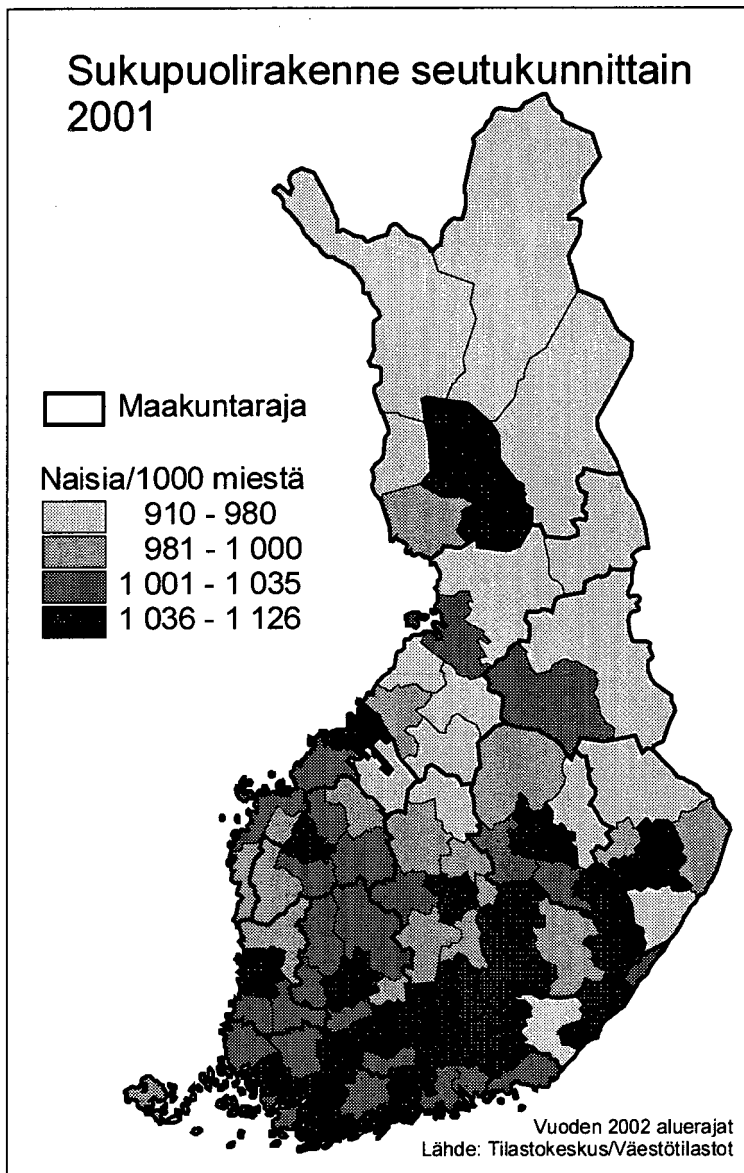 Sukupuolirakenne seutukunnittain
2001
Maakuntaraja
Naisia/1000 miestä
910 - 980
981 - 1 000
1 001 - 1 035
1 036 - 1 126
Vuoden 2002 aluerajat
Lähde: Tilastokeskus/Väestötilastot